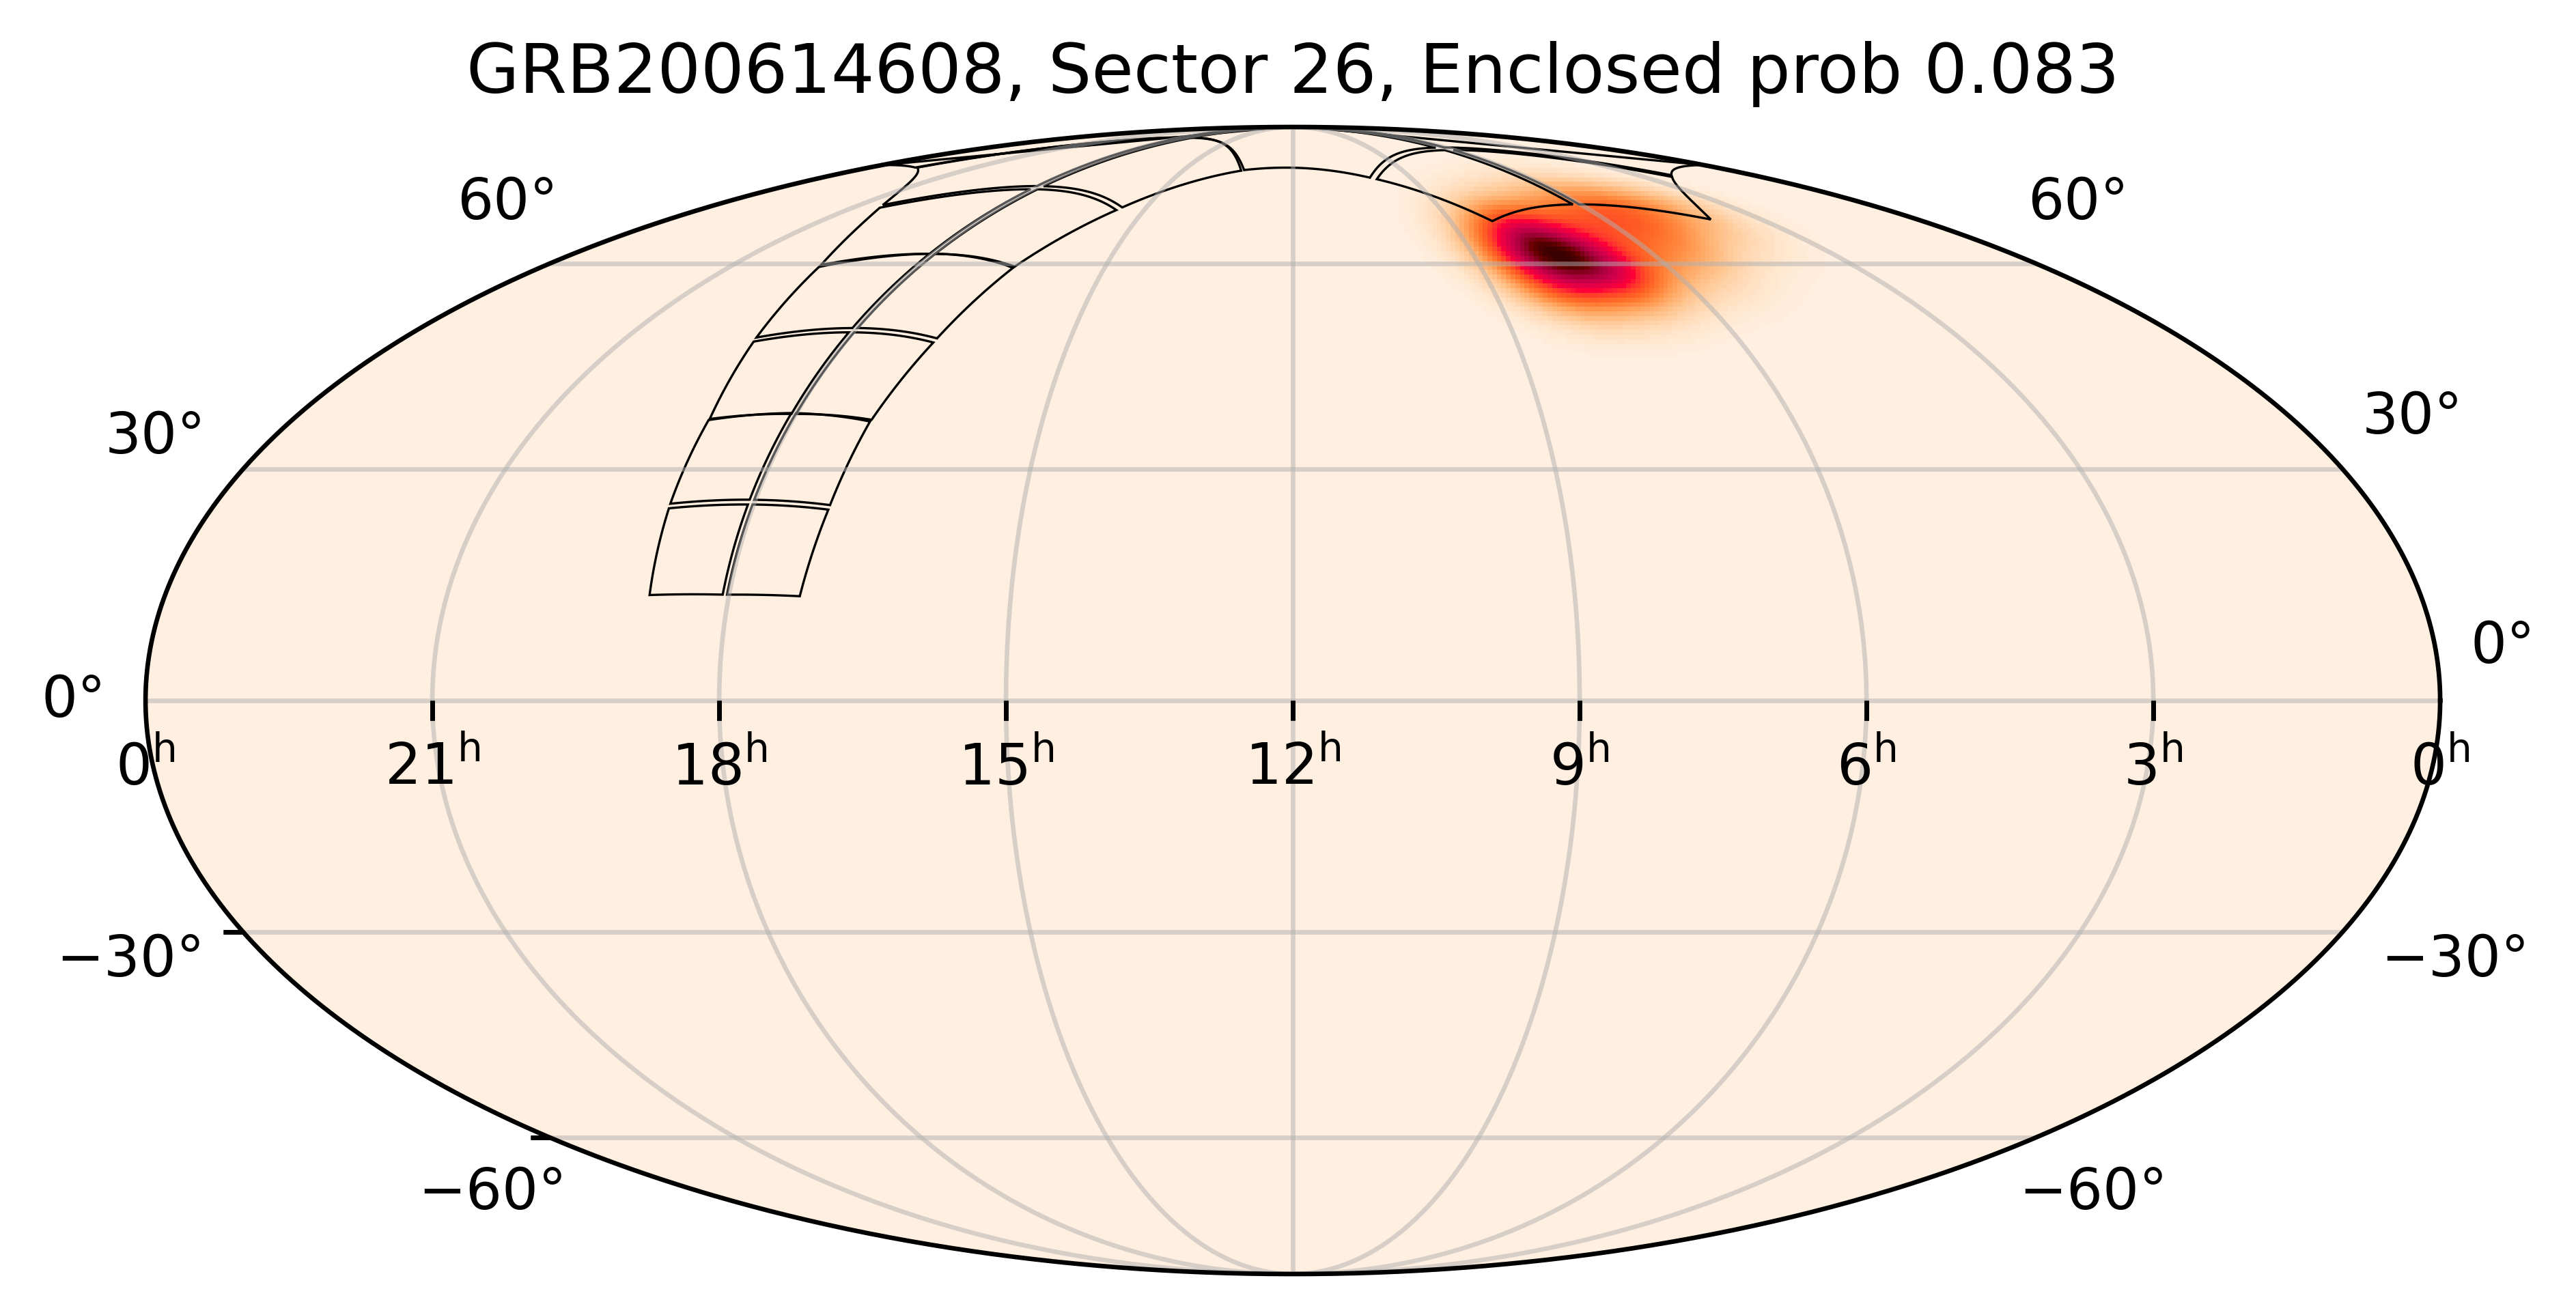 GRB200614608, Sector 26, Enclosed prob 0.083
60° 60°
30° 30°
0° 0°
0ʰ 21ʰ 18ʰ 15ʰ 12ʰ 9ʰ 6ʰ 3ʰ 0ʰ
−30° −30°
−60° −60°